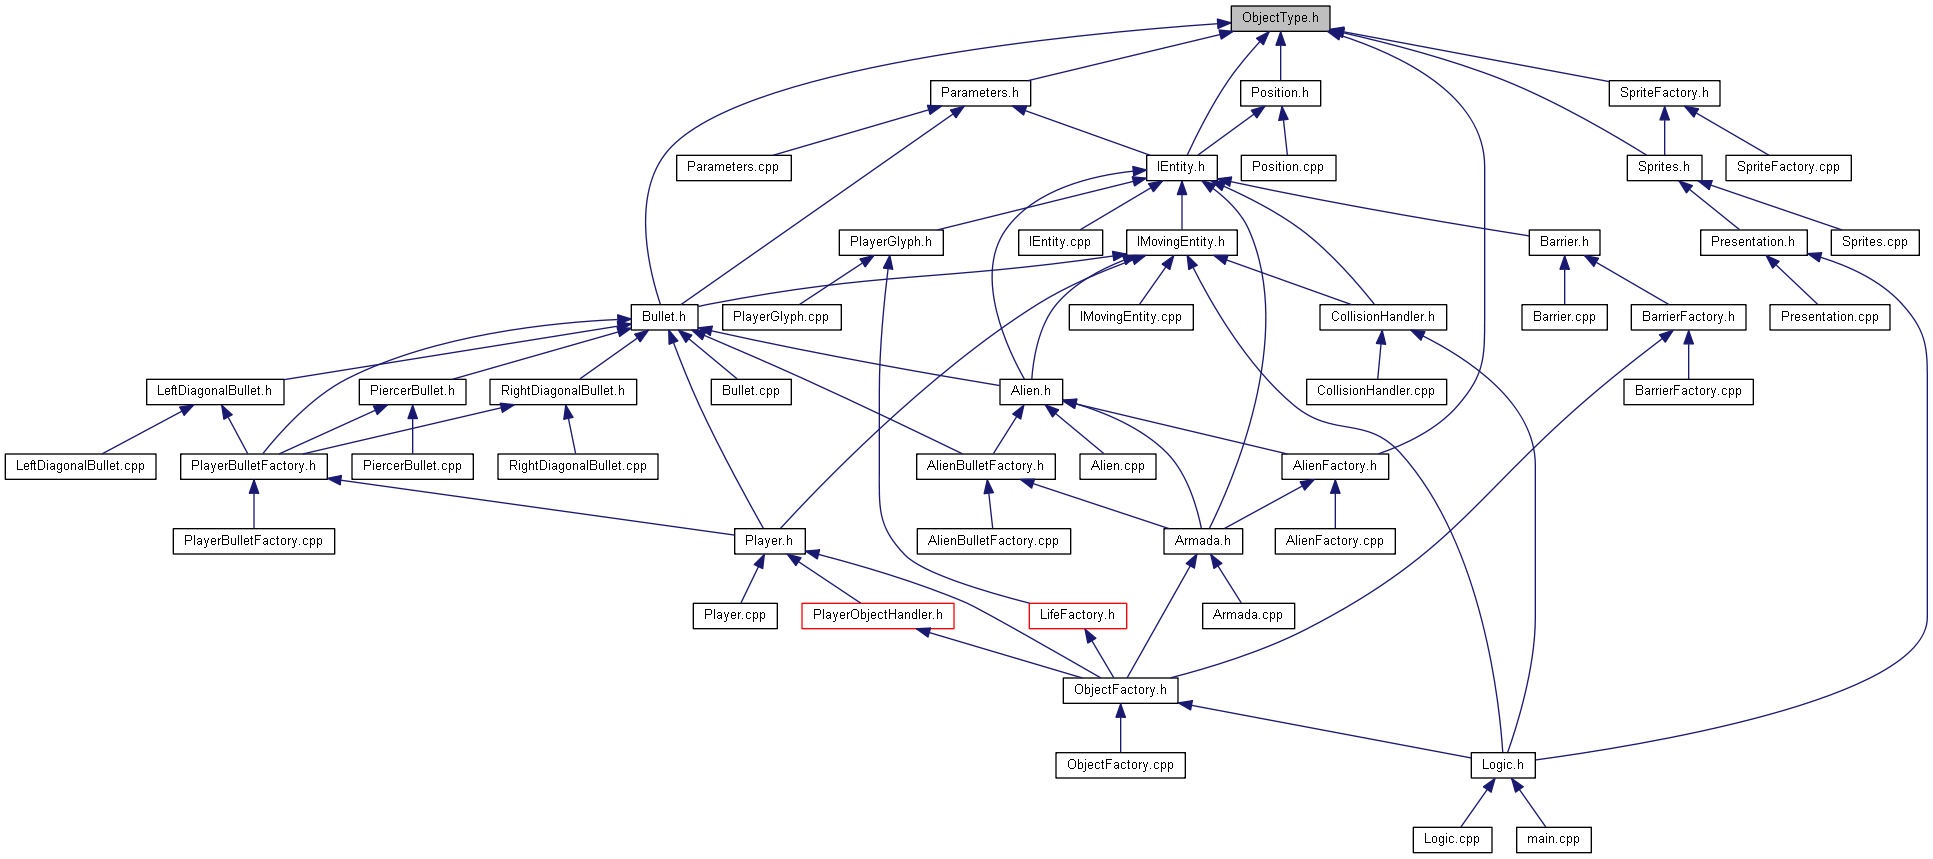 ObjectType.h
Parameters.h
Position.h
SpriteFactory.h
Parameters.cpp
IEntity.h
Position.cpp
Sprites.h
SpriteFactory.cpp
PlayerGlyph.h
IEntity.cpp
IMovingEntity.h
Barrier.h
Presentation.h
Sprites.cpp
Bullet.h
PlayerGlyph.cpp
IMovingEntity.cpp
CollisionHandler.h
Barrier.cpp
BarrierFactory.h
Presentation.cpp
LeftDiagonalBullet.h
PiercerBullet.h
RightDiagonalBullet.h
Bullet.cpp
Alien.h
CollisionHandler.cpp
BarrierFactory.cpp
LeftDiagonalBullet.cpp
PlayerBulletFactory.h
PiercerBullet.cpp
RightDiagonalBullet.cpp
AlienBulletFactory.h
Alien.cpp
AlienFactory.h
PlayerBulletFactory.cpp
Player.h
AlienBulletFactory.cpp
Armada.h
AlienFactory.cpp
Player.cpp
PlayerObjectHandler.h
LifeFactory.h
Armada.cpp
ObjectFactory.h
ObjectFactory.cpp
Logic.h
Logic.cpp
main.cpp